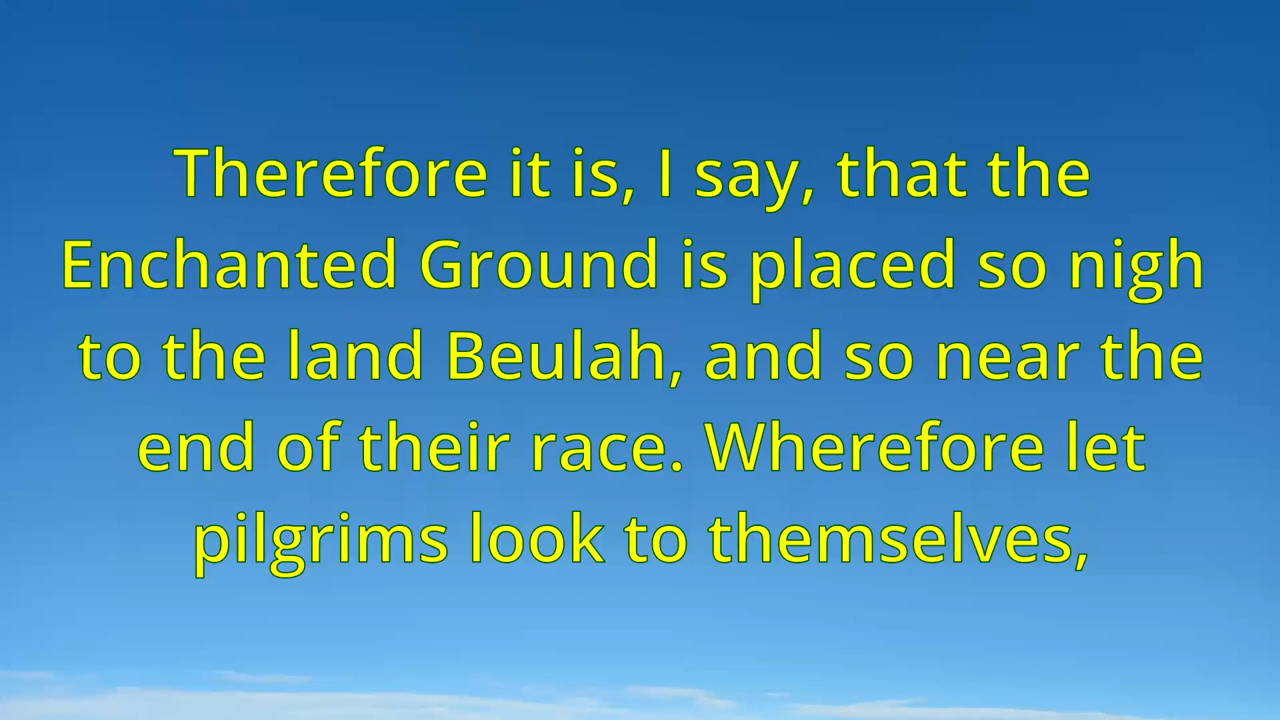 Therefore it is, I say, that the
Enchanted Ground is placed so nigh
to the land Beulah, and so near the
end of their race. Wherefore let
pilgrims look to themselves,